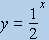 y = 1/2^x